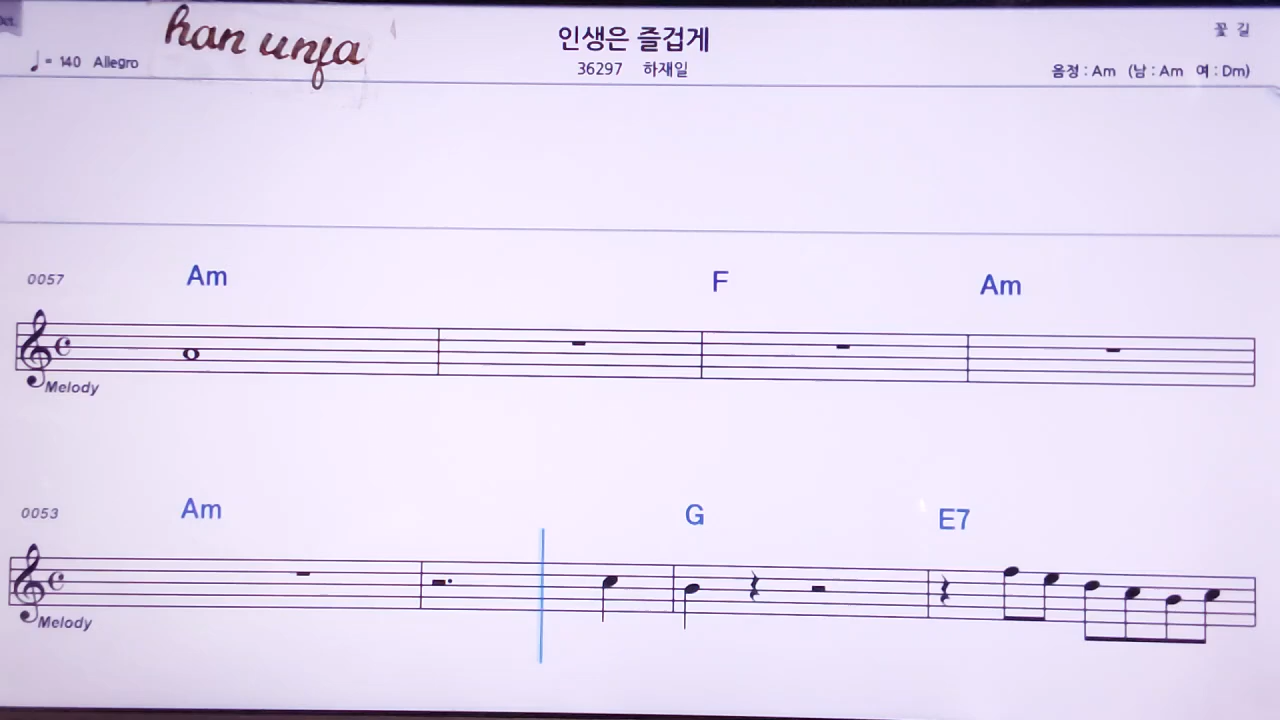 han unja
인생은 즐겁게
꽃 길
♩= 140 Allegro
36297 하재일
음정 : Am (남 : Am 여 : Dm)
0057 Am F Am
Melody
0053 Am G E7
Melody